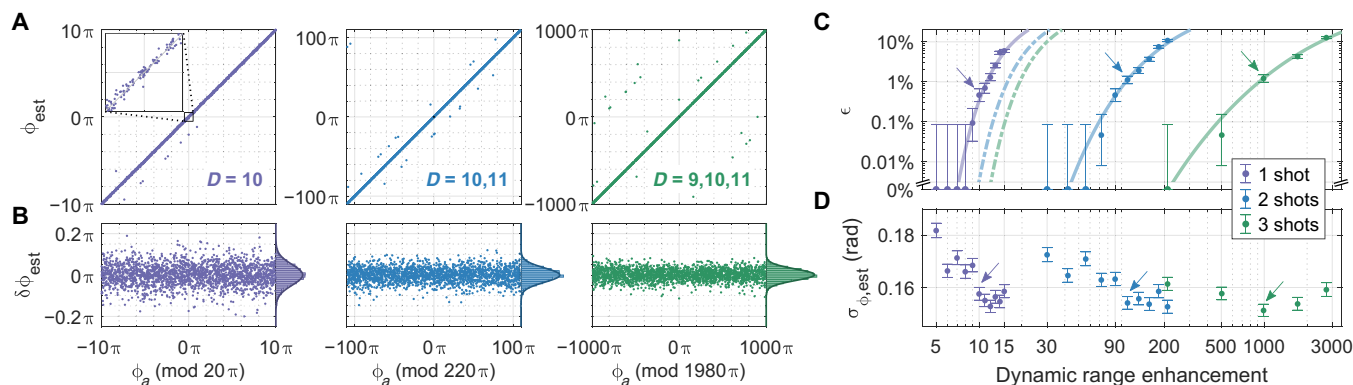 A
10π
0π
−10π
ϕest
D = 10
100π
0π
−100π
D = 10,11
1000π
0π
−1000π
D = 9,10,11
B
0.2π
0π
−0.2π
δϕest
−10π
0π
10π
ϕa (mod 20π)
−100π
0π
100π
ϕa (mod 220π)
−1000π
0π
1000π
ϕa (mod 1980π)
C
10%
1%
0.1%
0.01%
0%
ϵ
1 shot
2 shots
3 shots
D
0.18
0.16
σϕ,est (rad)
5
10
15
30
90
200
500
1000
3000
Dynamic range enhancement